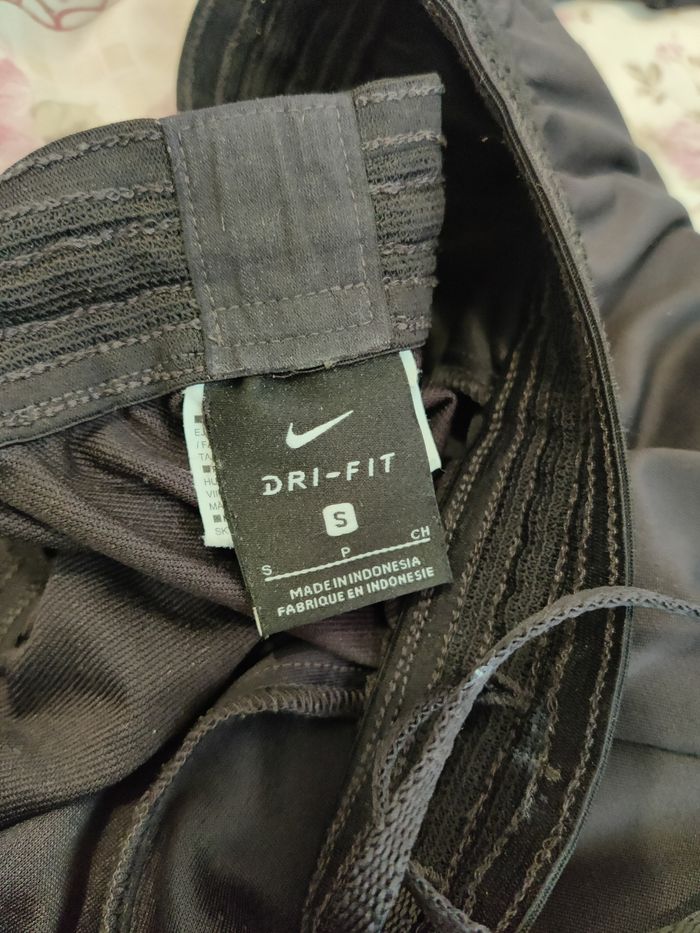 DRI-FIT
S
S P CH
MADE IN INDONESIA
FABRIQUE EN INDONESIE